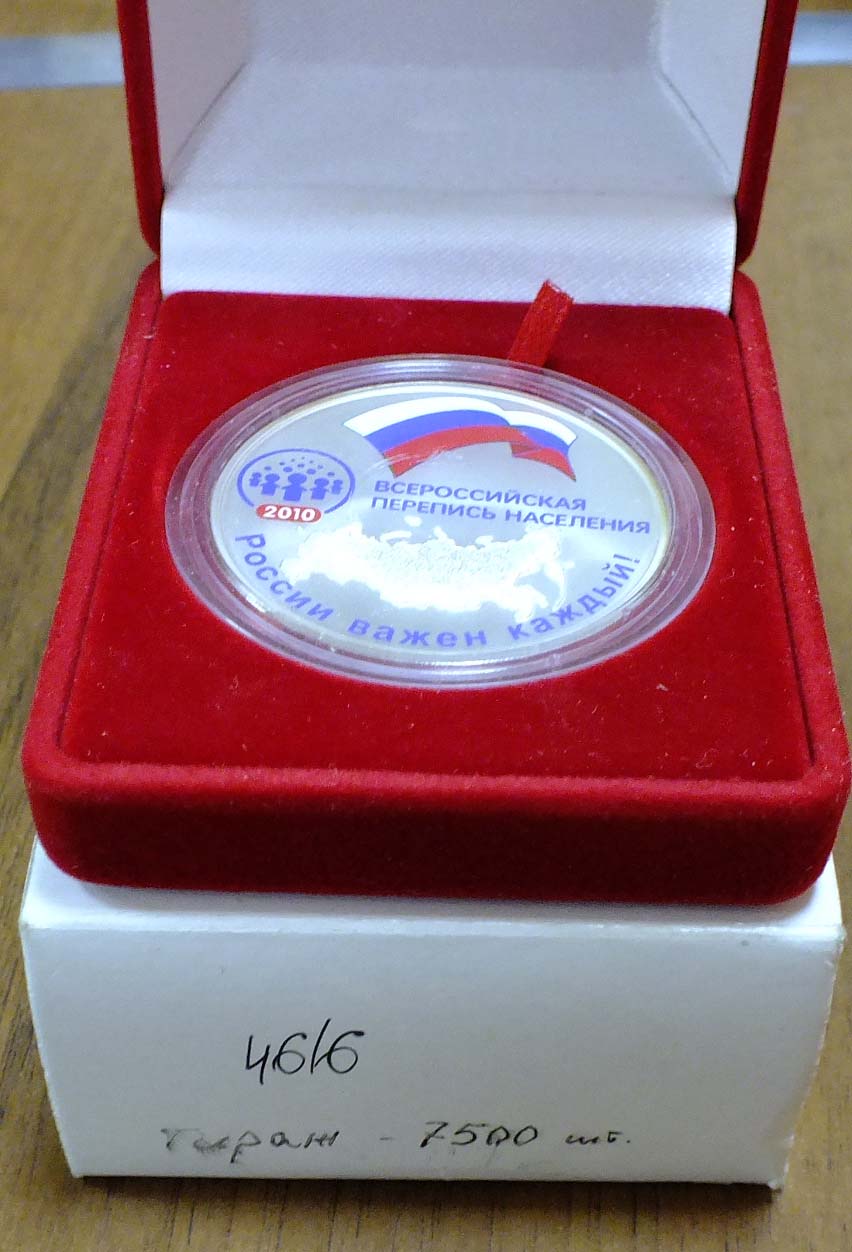 ВСЕРОССИЙСКАЯ
ПЕРЕПИСЬ НАСЕЛЕНИЯ
2010
России важен каждый!
46/6
тираж - 7500 шт.